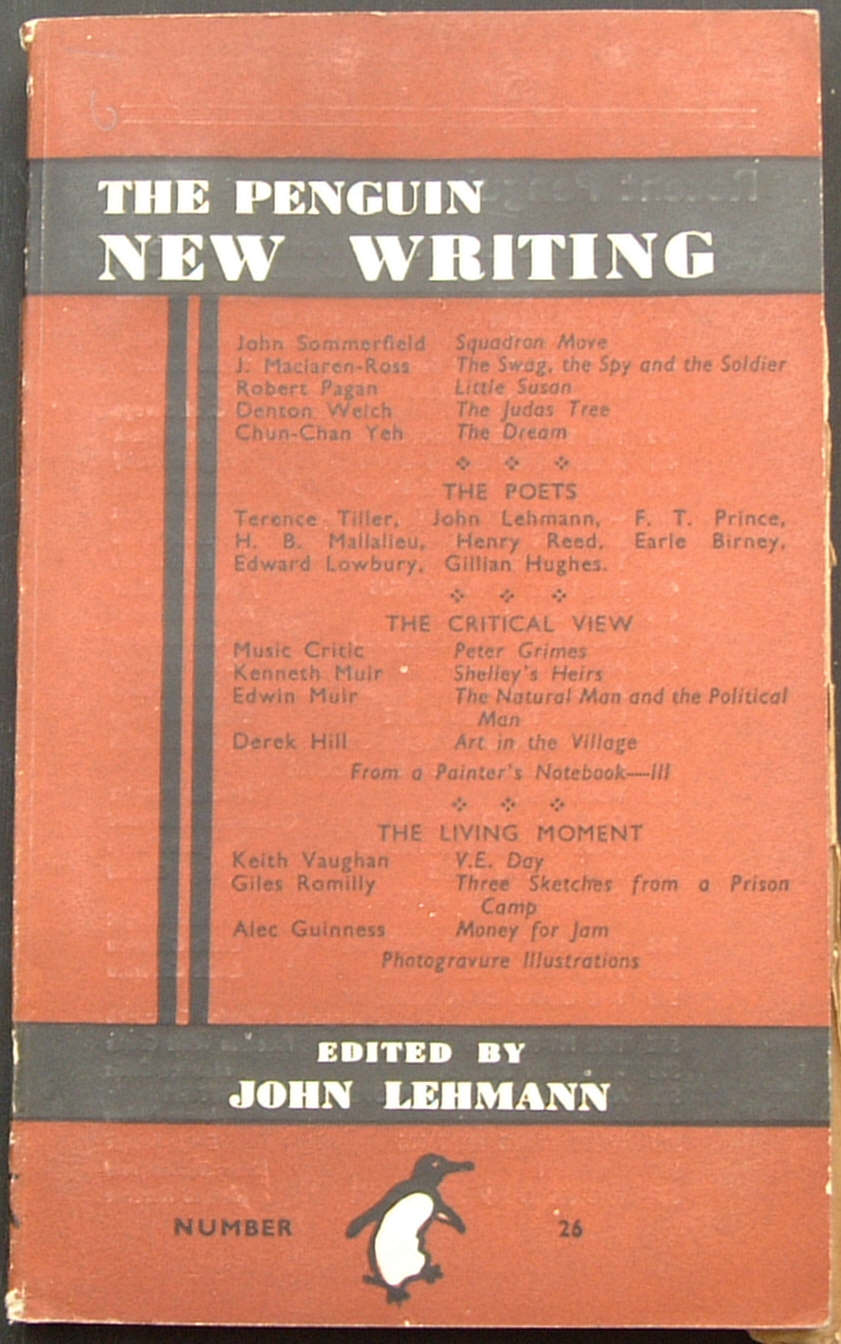 THE PENGUIN
NEW WRITING
John Sommerfield Squadron Move
J. Maclaren-Ross The Swag, the Spy and the Soldier
Robert Pagan Little Susan
Denton Welch The Judas Tree
Chun-Chan Yeh The Dream
THE POETS
Terence Tiller, John Lehmann, F. T. Prince,
H. B. Mallalieu, Henry Reed, Earle Birney,
Edward Lowbury, Gillian Hughes.
THE CRITICAL VIEW
Music Critic Peter Grimes
Kenneth Muir Shelley's Heirs
Edwin Muir The Natural Man and the Political
Man
Derek Hill Art in the Village
From a Painter's Notebook—III
THE LIVING MOMENT
Keith Vaughan V.E. Day
Giles Romilly Three Sketches from a Prison
Camp
Alec Guinness Money for Jam
Photogravure Illustrations
EDITED BY
JOHN LEHMANN
NUMBER 26